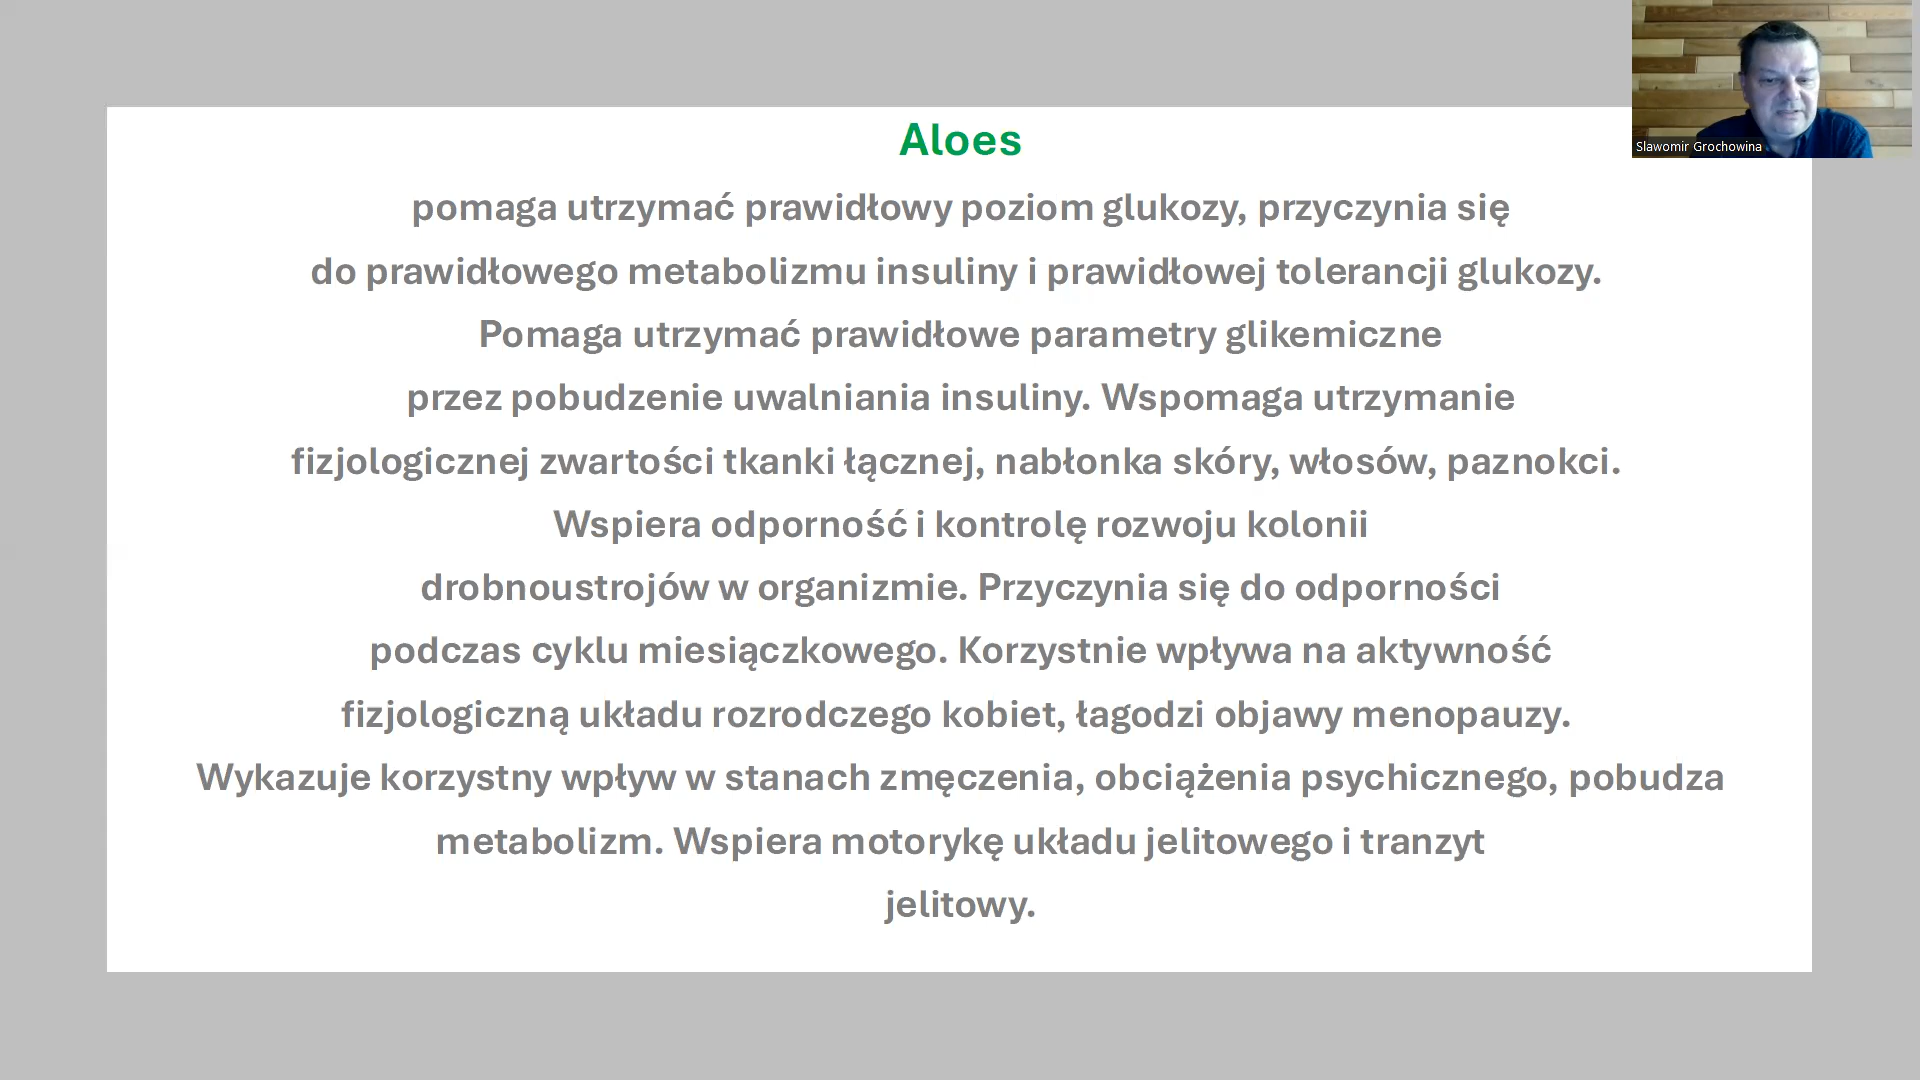 Aloes
pomaga utrzymać prawidłowy poziom glukozy, przyczynia się
do prawidłowego metabolizmu insuliny i prawidłowej tolerancji glukozy.
Pomaga utrzymać prawidłowe parametry glikemiczne
przez pobudzenie uwalniania insuliny. Wspomaga utrzymanie
fizjologicznej zwartości tkanki łącznej, nabłonka skóry, włosów, paznokci.
Wspiera odporność i kontrolę rozwoju kolonii
drobnoustrojów w organizmie. Przyczynia się do odporności
podczas cyklu miesiączkowego. Korzystnie wpływa na aktywność
fizjologiczną układu rozrodczego kobiet, łagodzi objawy menopauzy.
Wykazuje korzystny wpływ w stanach zmęczenia, obciążenia psychicznego, pobudza
metabolizm. Wspiera motorykę układu jelitowego i tranzyt
jelitowy.
Slawomir Grochowina